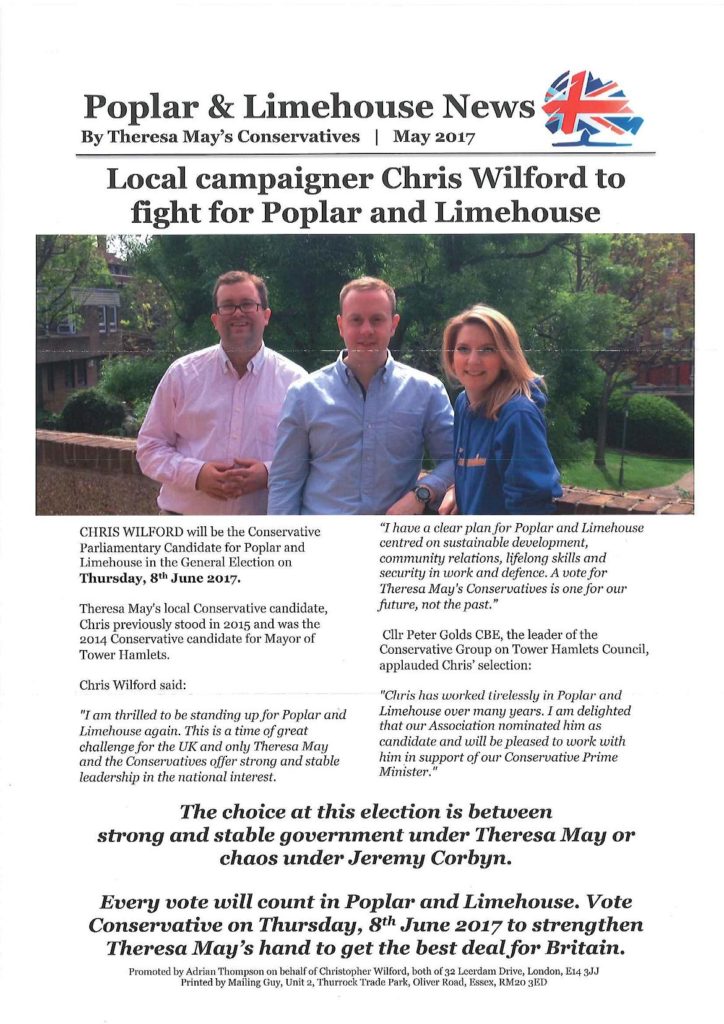 Poplar & Limehouse News
By Theresa May's Conservatives | May 2017
Local campaigner Chris Wilford to
fight for Poplar and Limehouse
CHRIS WILFORD will be the Conservative
Parliamentary Candidate for Poplar and
Limehouse in the General Election on
Thursday, 8th June 2017.
Theresa May's local Conservative candidate,
Chris previously stood in 2015 and was the
2014 Conservative candidate for Mayor of
Tower Hamlets.
Chris Wilford said:
"I am thrilled to be standing up for Poplar and
Limehouse again. This is a time of great
challenge for the UK and only Theresa May
and the Conservatives offer strong and stable
leadership in the national interest.
“I have a clear plan for Poplar and Limehouse
centred on sustainable development,
community relations, lifelong skills and
security in work and defence. A vote for
Theresa May's Conservatives is one for our
future, not the past.”
Cllr Peter Golds CBE, the leader of the
Conservative Group on Tower Hamlets Council,
applauded Chris' selection:
"Chris has worked tirelessly in Poplar and
Limehouse over many years. I am delighted
that our Association nominated him as
candidate and will be pleased to work with
him in support of our Conservative Prime
Minister."
The choice at this election is between
strong and stable government under Theresa May or
chaos under Jeremy Corbyn.
Every vote will count in Poplar and Limehouse. Vote
Conservative on Thursday, 8th June 2017 to strengthen
Theresa May's hand to get the best deal for Britain.
Promoted by Adrian Thompson on behalf of Christopher Wilford, both of 32 Leerdam Drive, London, E14 3JJ
Printed by Mailing Guy, Unit 2, Thurrock Trade Park, Oliver Road, Essex, RM20 3ED